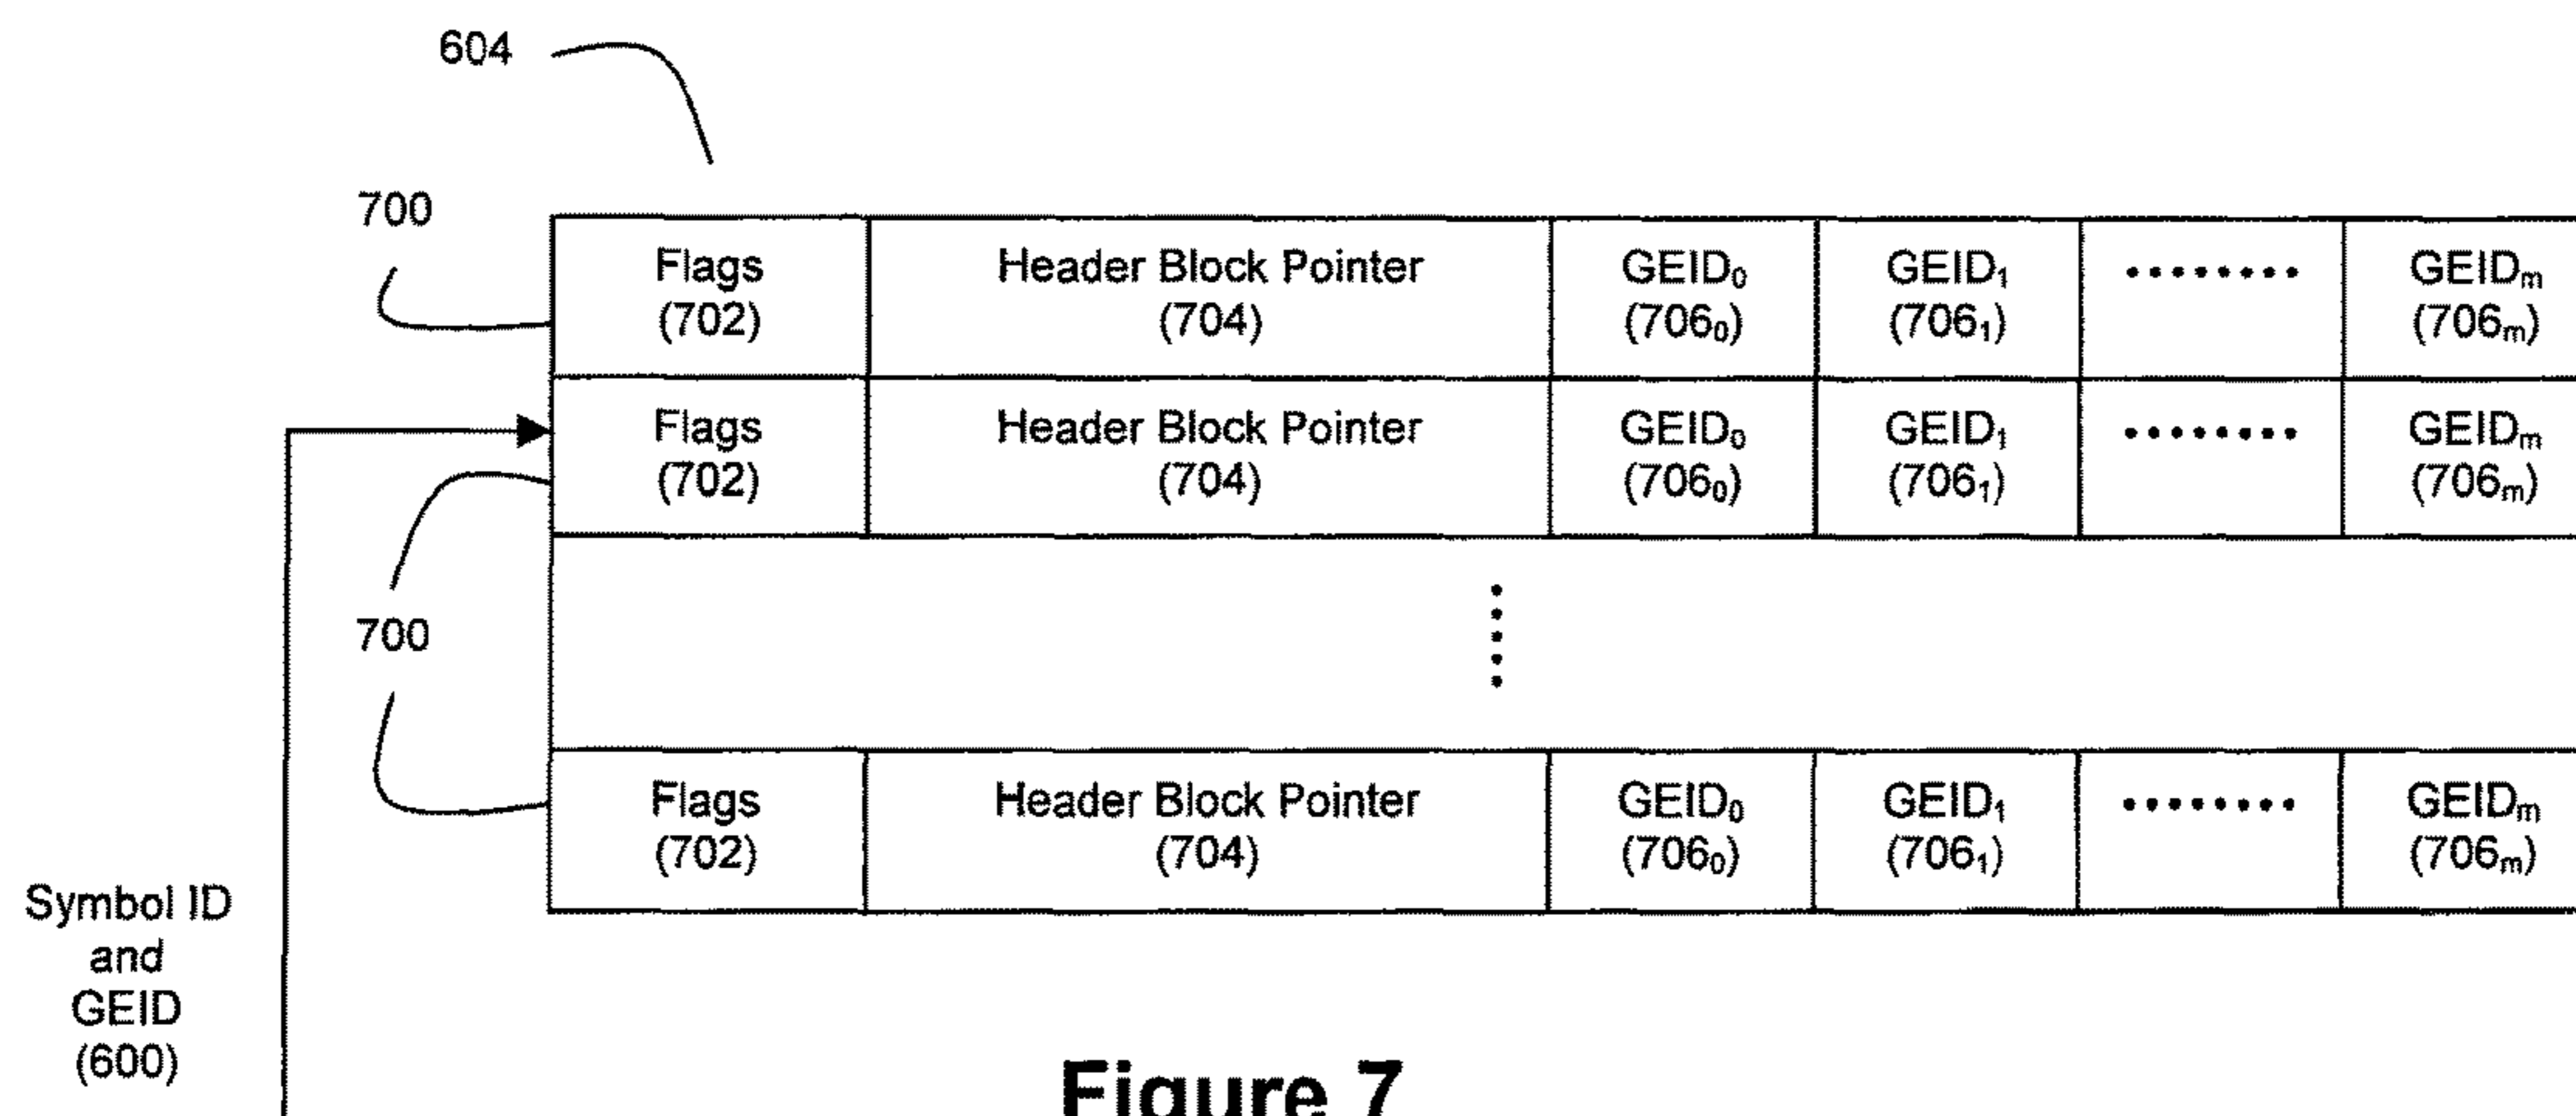 604
700
Flags Header Block Pointer GEID₀ GEID₁ ........ GEIDₘ
(702) (704) (706₀) (706₁) (706ₘ)
Flags Header Block Pointer GEID₀ GEID₁ ........ GEIDₘ
(702) (704) (706₀) (706₁) (706ₘ)
700
Flags Header Block Pointer GEID₀ GEID₁ ........ GEIDₘ
(702) (704) (706₀) (706₁) (706ₘ)
Symbol ID
and
GEID
(600)
Figure 7